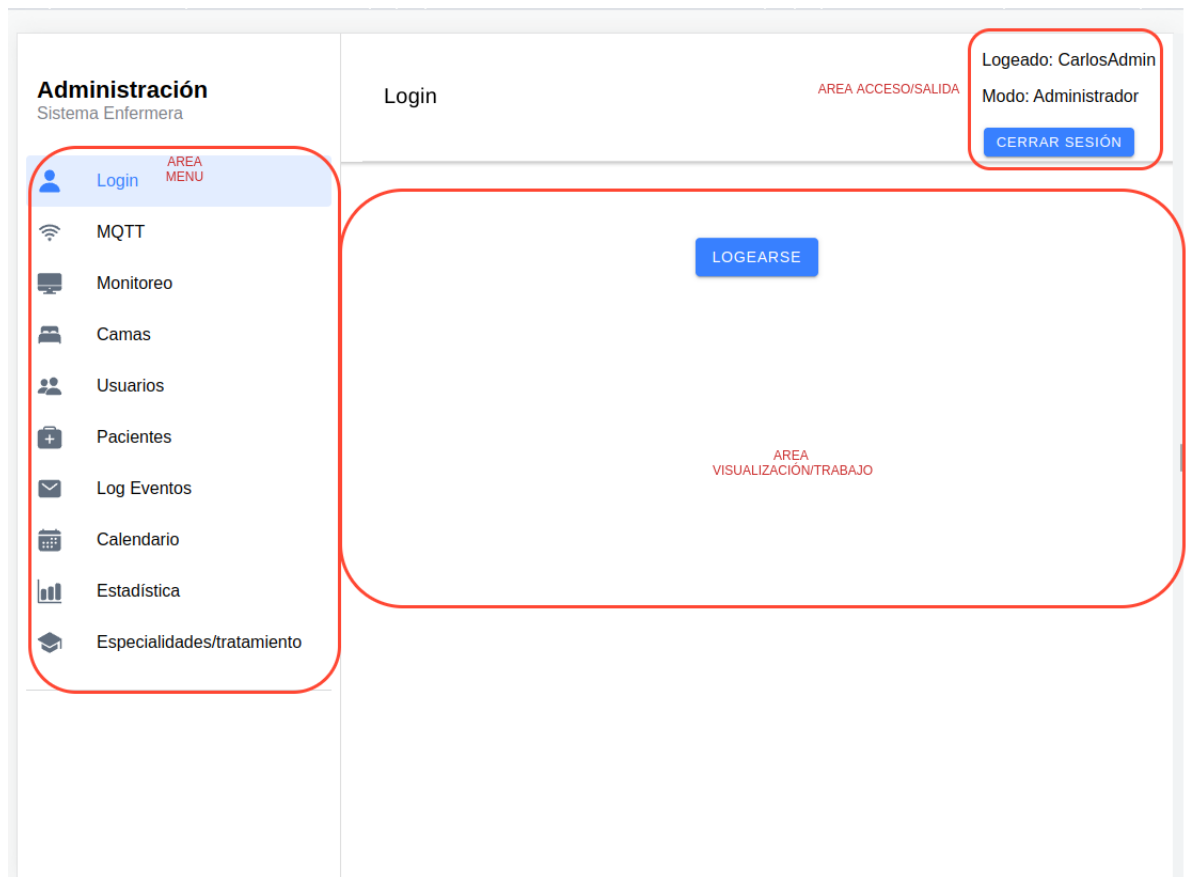 Administración
Sistema Enfermera
Login
AREA ACCESO/SALIDA
Logeado: CarlosAdmin
Modo: Administrador
CERRAR SESIÓN
AREA
MENU
Login
MQTT
Monitoreo
Camas
Usuarios
Pacientes
Log Eventos
Calendario
Estadística
Especialidades/tratamiento
LOGEARSE
AREA
VISUALIZACIÓN/TRABAJO